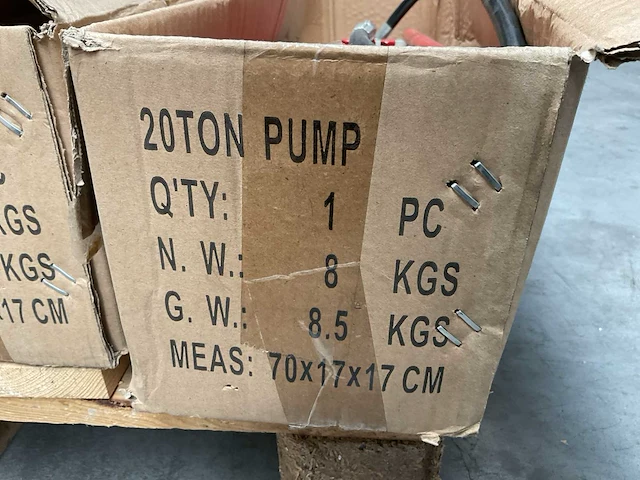 20TON PUMP
Q'TY: 1 PC
N. W.: 8 KGS
G. W.: 8.5 KGS
MEAS: 70x17x17 CM
KGS
KGS
17 CM